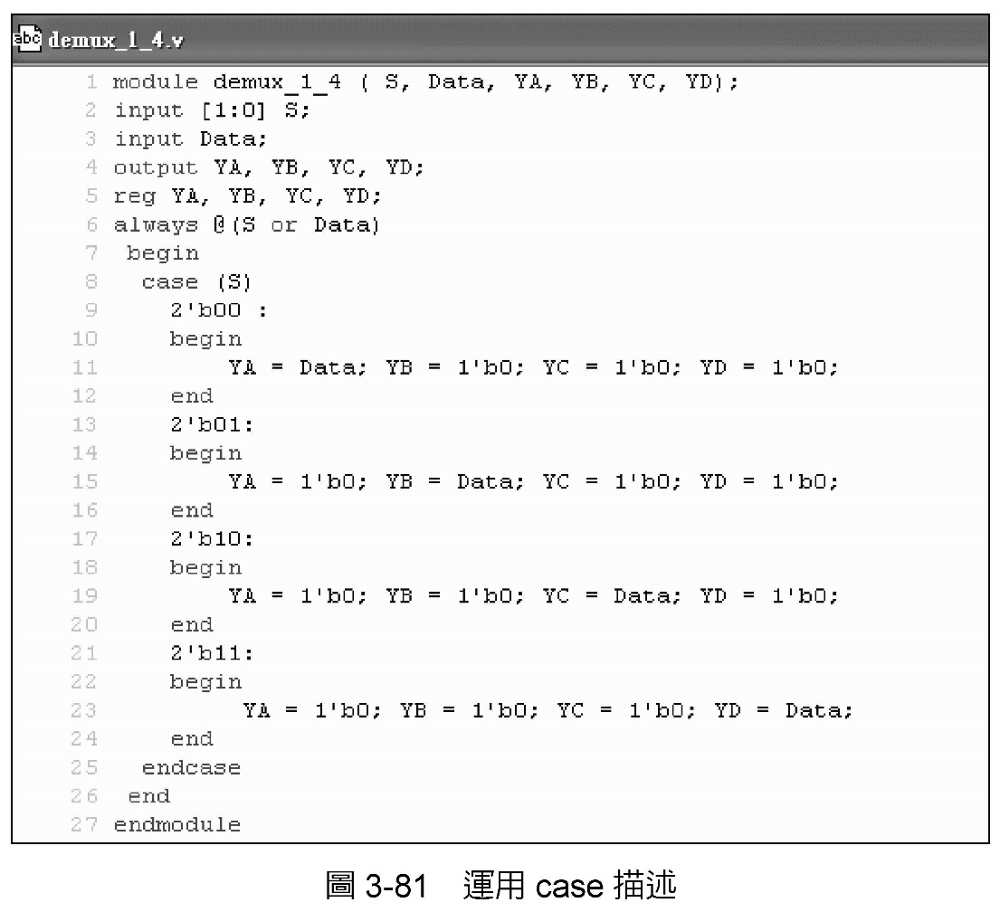 abc demux_1_4.v
1 module demux_1_4 ( S, Data, YA, YB, YC, YD);
2 input [1:0] S;
3 input Data;
4 output YA, YB, YC, YD;
5 reg YA, YB, YC, YD;
6 always @(S or Data)
7 begin
8 case (S)
9 2'b00 :
10 begin
11 YA = Data; YB = 1'b0; YC = 1'b0; YD = 1'b0;
12 end
13 2'b01:
14 begin
15 YA = 1'b0; YB = Data; YC = 1'b0; YD = 1'b0;
16 end
17 2'b10:
18 begin
19 YA = 1'b0; YB = 1'b0; YC = Data; YD = 1'b0;
20 end
21 2'b11:
22 begin
23 YA = 1'b0; YB = 1'b0; YC = 1'b0; YD = Data;
24 end
25 endcase
26 end
27 endmodule
圖 3-81 運用 case 描述